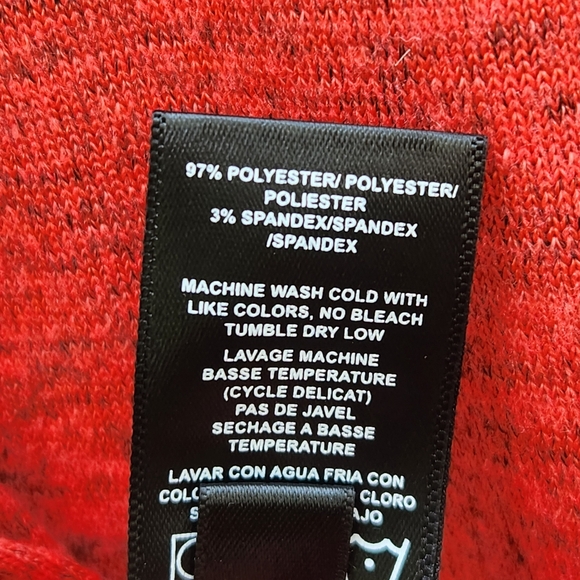 97% POLYESTER/ POLYESTER/
POLIESTER
3% SPANDEX/SPANDEX
/SPANDEX
MACHINE WASH COLD WITH
LIKE COLORS, NO BLEACH
TUMBLE DRY LOW
LAVAGE MACHINE
BASSE TEMPERATURE
(CYCLE DELICAT)
PAS DE JAVEL
SECHAGE A BASSE
TEMPERATURE
LAVAR CON AGUA FRIA CON
CLORO